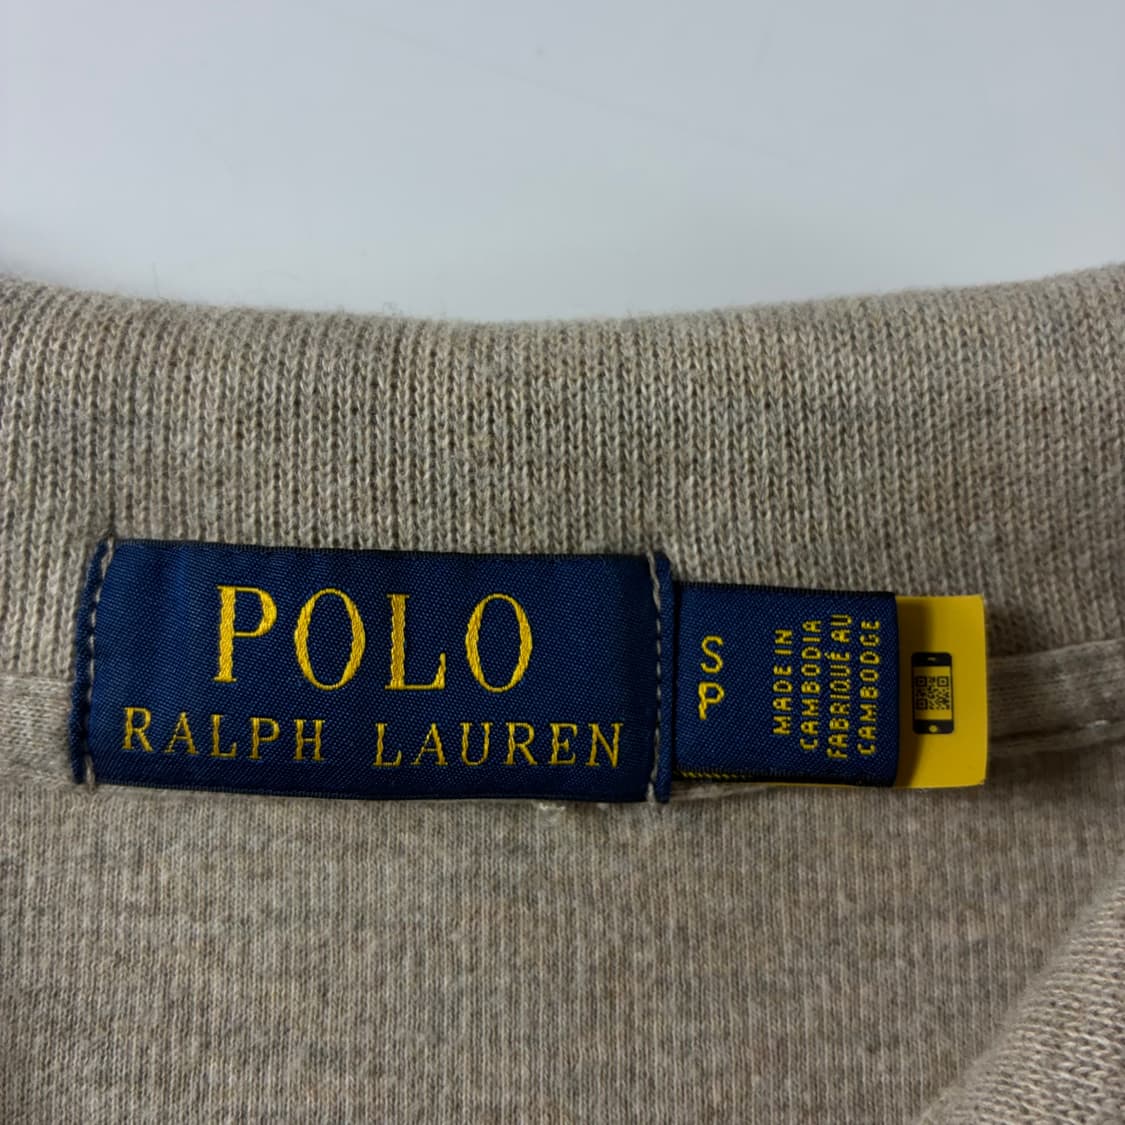 POLO
RALPH LAUREN
S
P
MADE IN
CAMBODIA
FABRIQUÉ AU
CAMBODGE